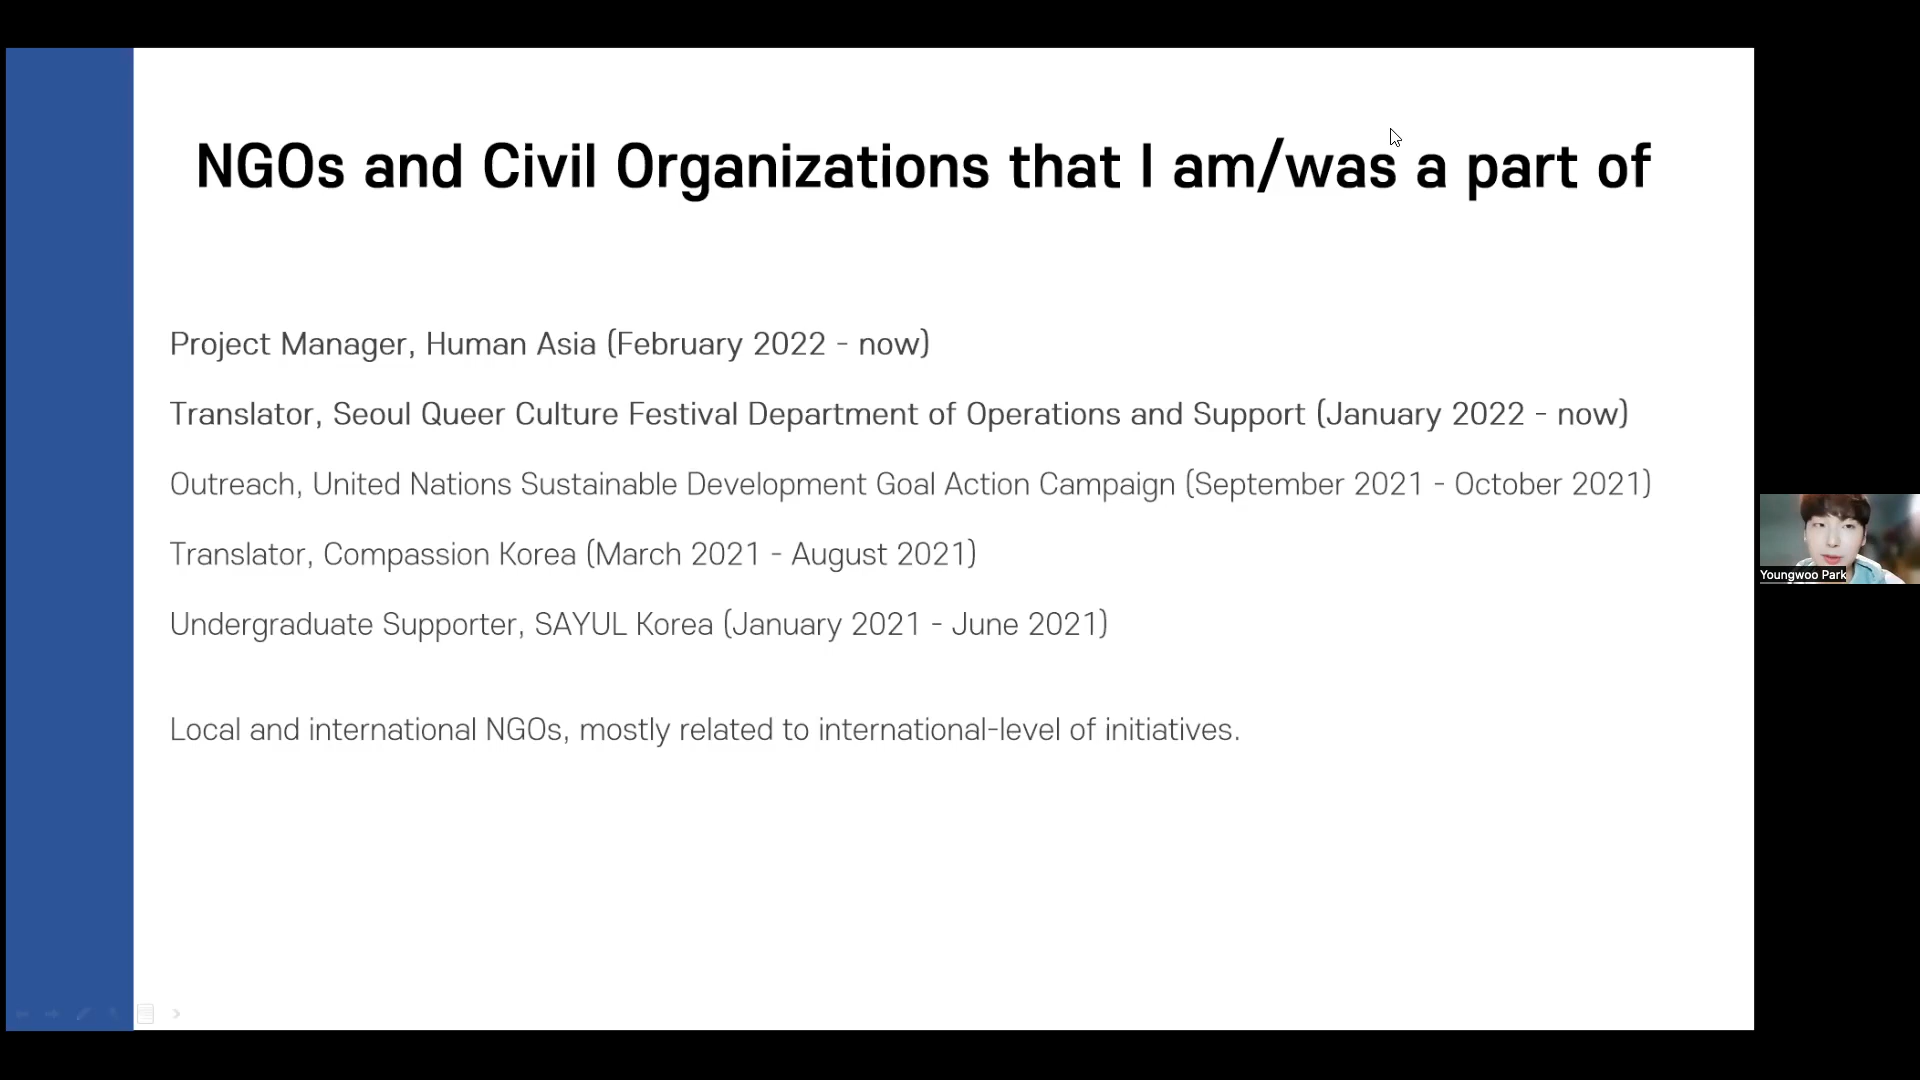 NGOs and Civil Organizations that I am/was a part of
Project Manager, Human Asia (February 2022 - now)
Translator, Seoul Queer Culture Festival Department of Operations and Support (January 2022 - now)
Outreach, United Nations Sustainable Development Goal Action Campaign (September 2021 - October 2021)
Translator, Compassion Korea (March 2021 - August 2021)
Undergraduate Supporter, SAYUL Korea (January 2021 - June 2021)
Local and international NGOs, mostly related to international-level of initiatives.
Youngwoo Park